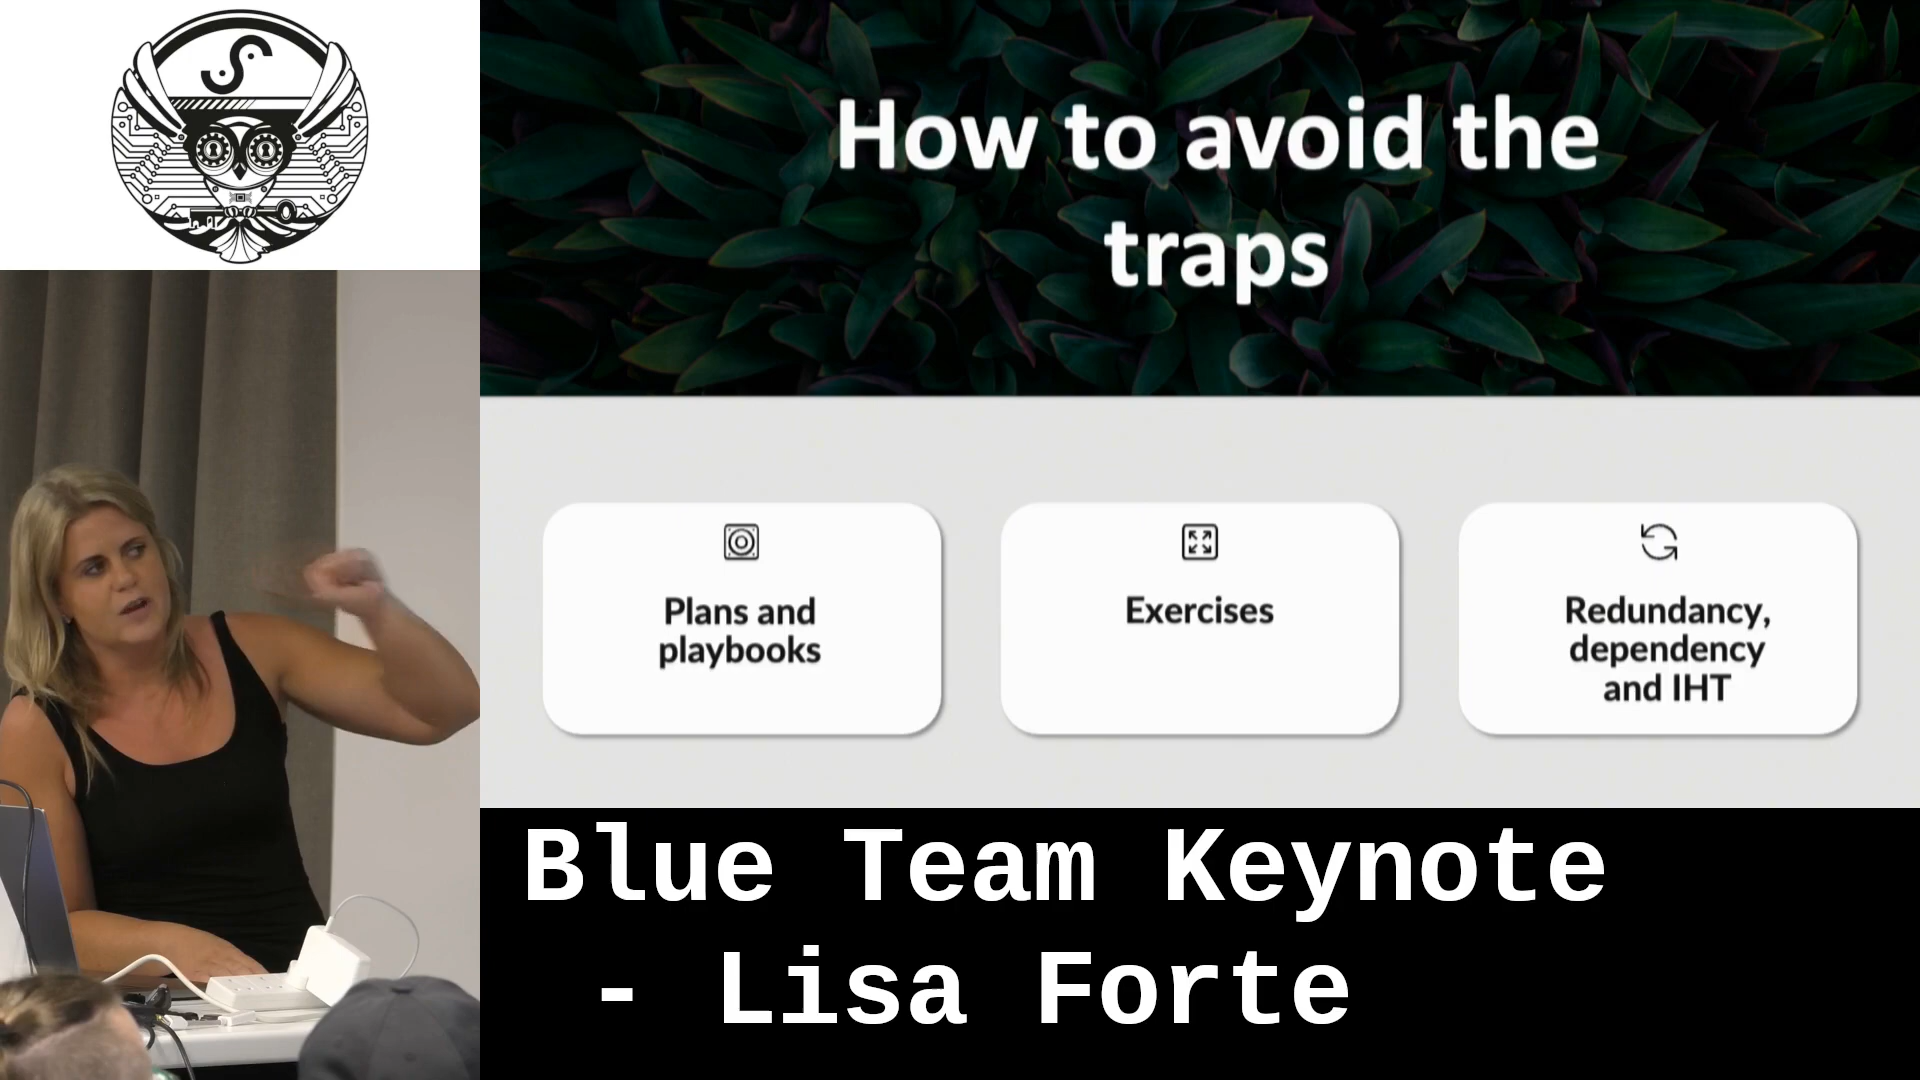 How to avoid the
traps
Plans and
playbooks
Exercises
Redundancy,
dependency
and IHT
Blue Team Keynote
- Lisa Forte